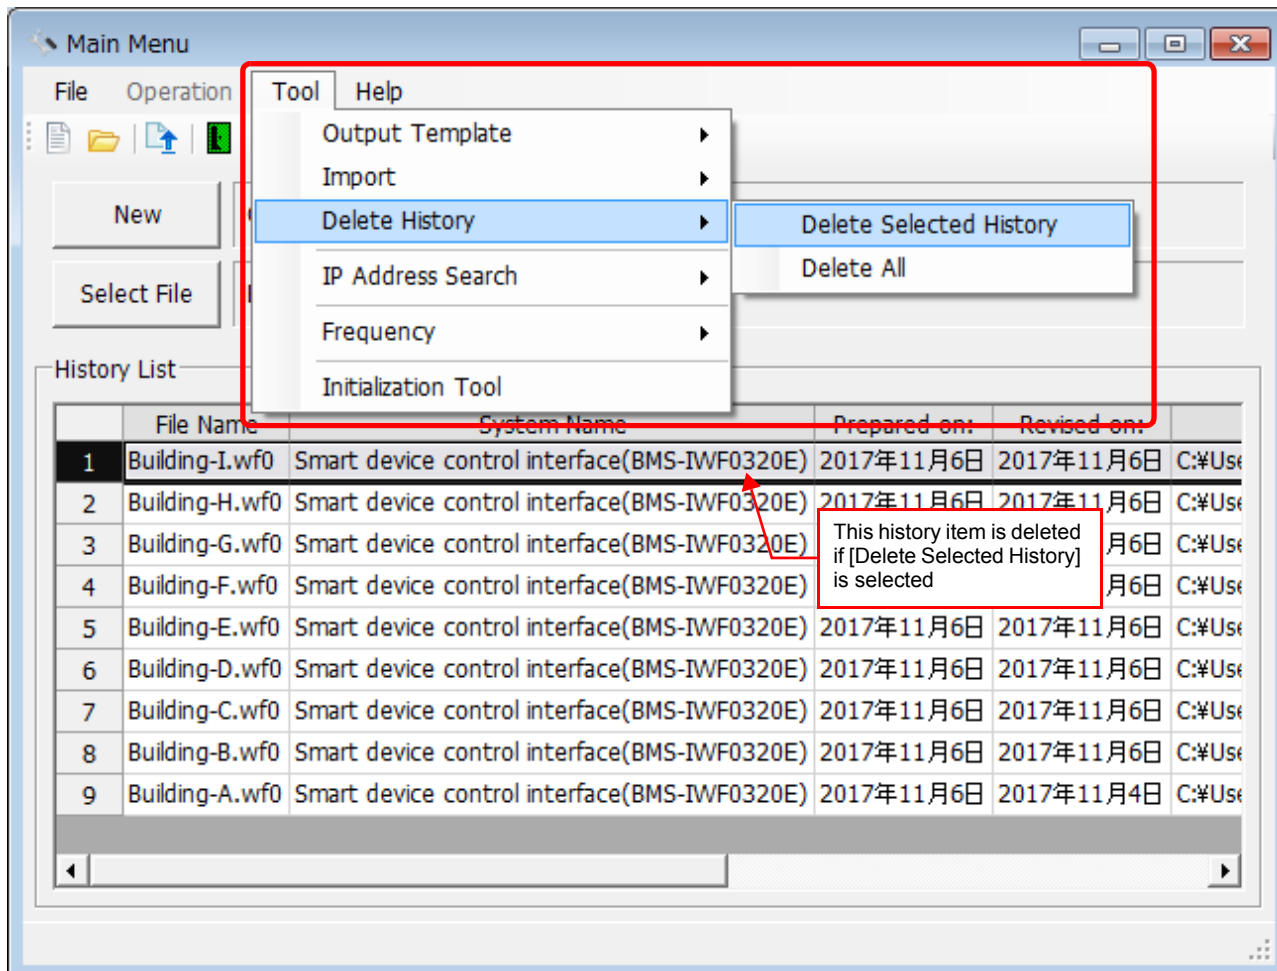 Main Menu
File Operation Tool Help
Output Template
Import
New
Delete History
Delete Selected History
Delete All
IP Address Search
Select File
Frequency
Initialization Tool
History List
File Name System Name Prepared on: Revised on:
1 Building-I.wf0 Smart device control interface(BMS-IWF0320E) 2017年11月6日 2017年11月6日 C:¥Use
2 Building-H.wf0 Smart device control interface(BMS-IWF0320E) 2017年11月6日 2017年11月6日 C:¥Use
This history item is deleted
if [Delete Selected History]
is selected
3 Building-G.wf0 Smart device control interface(BMS-IWF0320E) 月6日 C:¥Use
4 Building-F.wf0 Smart device control interface(BMS-IWF0320E) 月6日 C:¥Use
5 Building-E.wf0 Smart device control interface(BMS-IWF0320E) 2017年11月6日 2017年11月6日 C:¥Use
6 Building-D.wf0 Smart device control interface(BMS-IWF0320E) 2017年11月6日 2017年11月6日 C:¥Use
7 Building-C.wf0 Smart device control interface(BMS-IWF0320E) 2017年11月6日 2017年11月6日 C:¥Use
8 Building-B.wf0 Smart device control interface(BMS-IWF0320E) 2017年11月6日 2017年11月6日 C:¥Use
9 Building-A.wf0 Smart device control interface(BMS-IWF0320E) 2017年11月6日 2017年11月4日 C:¥Use